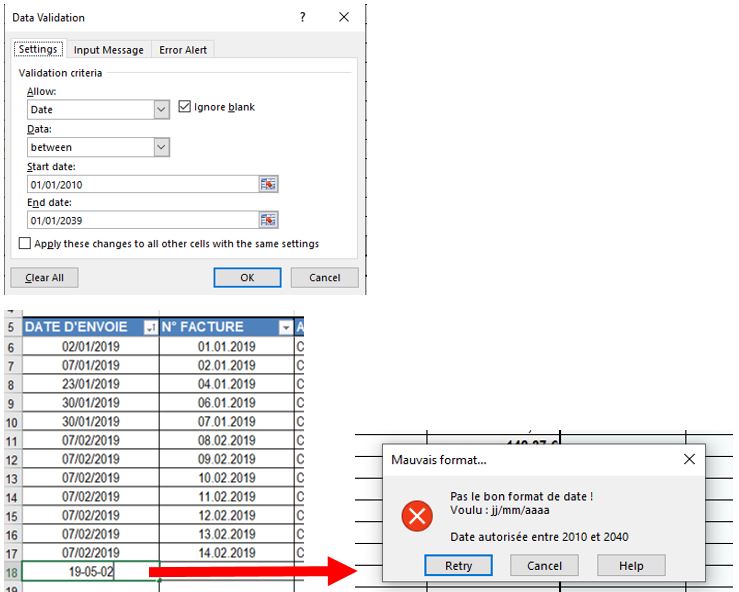 Data Validation ?
Settings Input Message Error Alert
Validation criteria
Allow:
Date Ignore blank
Data:
between
Start date:
01/01/2010
End date:
01/01/2039
Apply these changes to all other cells with the same settings
Clear All OK Cancel
5 DATE D'ENVOIE N° FACTURE A
6 02/01/2019 01.01.2019 C
7 07/01/2019 02.01.2019 C
8 23/01/2019 04.01.2019 C
9 30/01/2019 06.01.2019 C
10 30/01/2019 07.01.2019 C
11 07/02/2019 08.02.2019 C
12 07/02/2019 09.02.2019 C
13 07/02/2019 10.02.2019 C
14 07/02/2019 11.02.2019 C
15 07/02/2019 12.02.2019 C
16 07/02/2019 13.02.2019 C
17 07/02/2019 14.02.2019 C
18 19-05-02
Mauvais format...
Pas le bon format de date !
Voulu : jj/mm/aaaa
Date autorisée entre 2010 et 2040
Retry Cancel Help